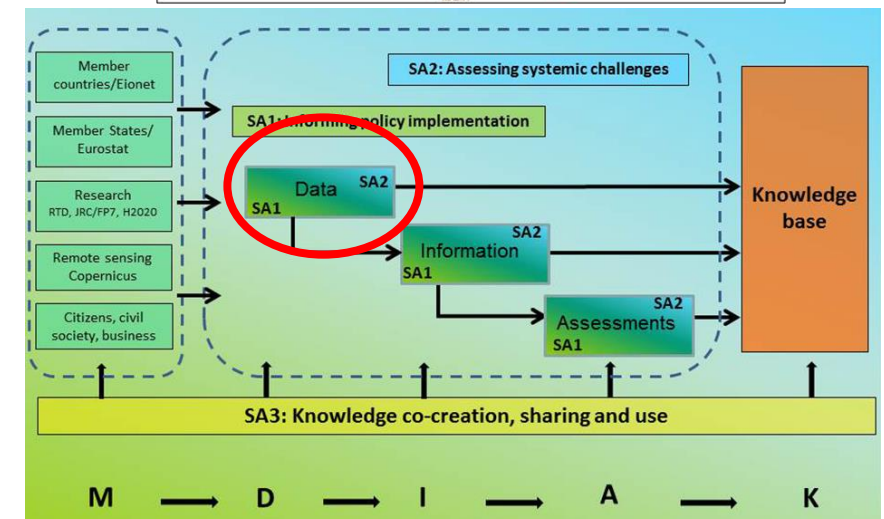 Member
countries/Eionet
Member States/
Eurostat
Research
RTD, JRC/FP7, H2020
Remote sensing
Copernicus
Citizens, civil
society, business
SA2: Assessing systemic challenges
SA1: Informing policy implementation
Data SA2
SA1
SA2
Information
SA1
SA2
Assessments
SA1
Knowledge
base
SA3: Knowledge co-creation, sharing and use
M D I A K